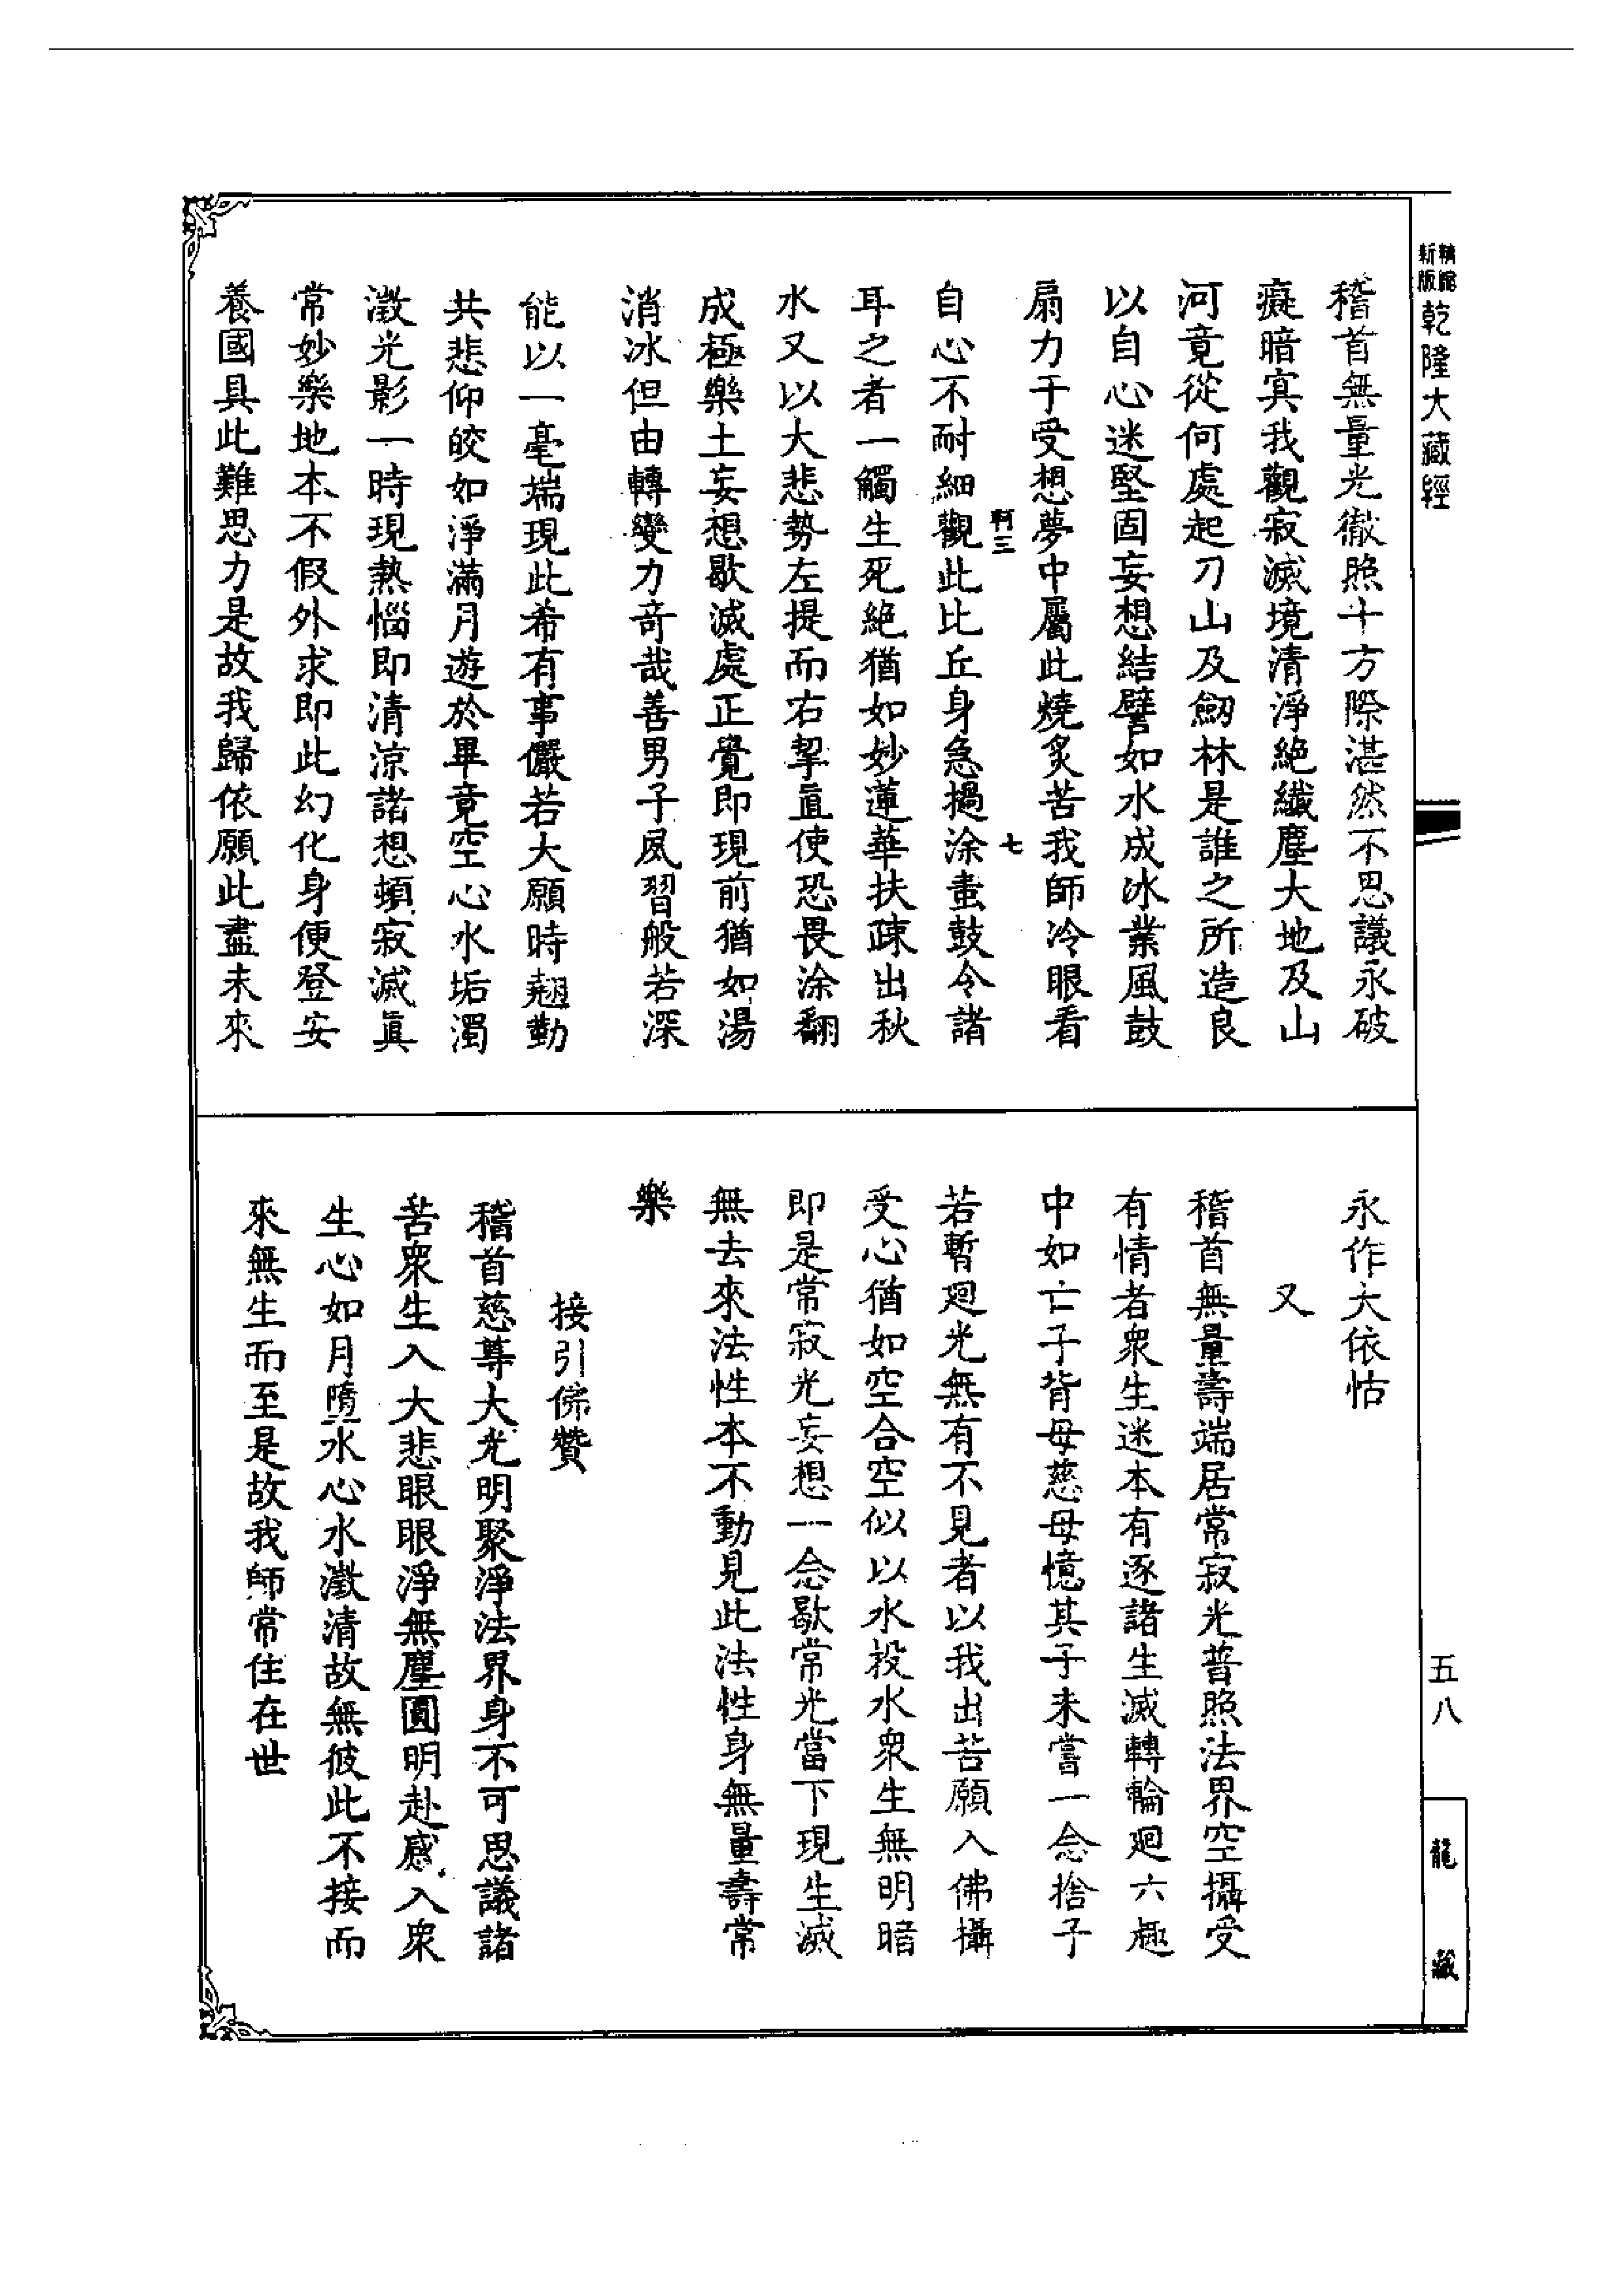 精縮
新版
乾隆大藏經
稽首無量光徹照十方際湛然不思議永破
癡暗冥我觀寂滅境清淨絕纖塵大地及山
河竟從何處起刀山及劒林是誰之所造良
以自心迷堅固妄想結譬如水成冰業風鼓
扇力于受想夢中屬此燒炙苦我師冷眼看
軻三
七
自心不耐細觀此比丘身急撾涂毒鼓令諸
耳之者一觸生死絕猶如妙蓮華扶疎出秋
水又以大悲勢左提而右挈直使恐畏涂翻
成極樂土妄想歇滅處正覺即現前猶如湯
消冰但由轉變力奇哉善男子夙習般若深
能以一毫端現此希有事儼若大願時翹勤
共悲仰皎如淨滿月遊於畢竟空心水垢濁
澂光影一時現熱惱即清涼諸想頓寂滅真
常妙樂地本不假外求即此幻化身便登安
養國具此難思力是故我歸依願此盡未來
永作大依怙
又
稽首無量壽端居常寂光普照法界空攝受
有情者衆生迷本有逐諸生滅轉輪廻六趣
中如亡子背母慈母憶其子未嘗一念捨子
若暫廻光無有不見者以我出苦願入佛攝
受心猶如空合空似以水投水衆生無明暗
即是常寂光妄想一念歇常光當下現生滅
無去來法性本不動見此法性身無量壽常
樂
接引佛贊
稽首慈尊大光明聚淨法界身不可思議諸
苦衆生入大悲眼眼淨無塵圓明赴感入衆
生心如月墮水心水澂清故無彼此不接而
來無生而至是故我師常住在世
五八
龍藏